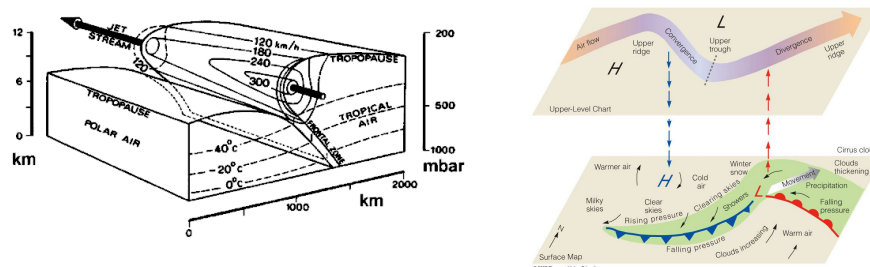 12
9
6
3
0
km
JET
STREAM
120 km/h
180
240
300
120
TROPOPAUSE
TROPOPAUSE
POLAR AIR
TROPICAL
AIR
FRONTAL ZONE
40°c
20°c
0°c
200
500
1000
mbar
0
1000
2000
km
Air flow
Upper
ridge
Convergence
L
Upper
trough
Divergence
Upper
ridge
H
Upper-Level Chart
Cirrus clou
Warmer air
H
Cold
air
Winter
snow
Clouds
thickening
Movement
Precipitation
Milky
skies
Clear
skies
Clearing skies
Showers
L
Falling
pressure
Rising pressure
Falling pressure
Clouds increasing
Warm air
N
Surface Map